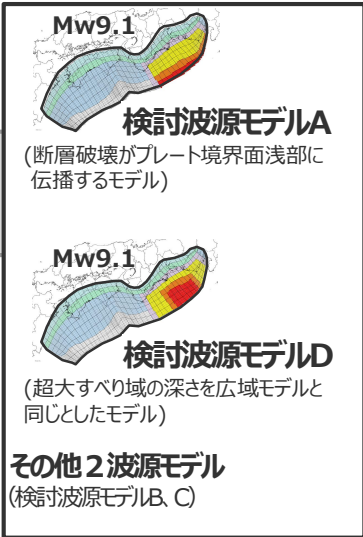 Mw9.1
検討波源モデルA
(断層破壊がプレート境界面浅部に
伝播するモデル)
Mw9.1
検討波源モデルD
(超大すべり域の深さを広域モデルと
同じとしたモデル)
その他2波源モデル
(検討波源モデルB、C)